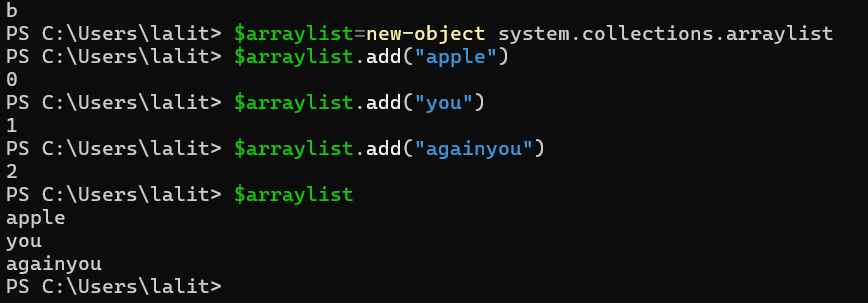 b
PS C:\Users\lalit> $arraylist=new-object system.collections.arraylist
PS C:\Users\lalit> $arraylist.add("apple")
0
PS C:\Users\lalit> $arraylist.add("you")
1
PS C:\Users\lalit> $arraylist.add("againyou")
2
PS C:\Users\lalit> $arraylist
apple
you
againyou
PS C:\Users\lalit>